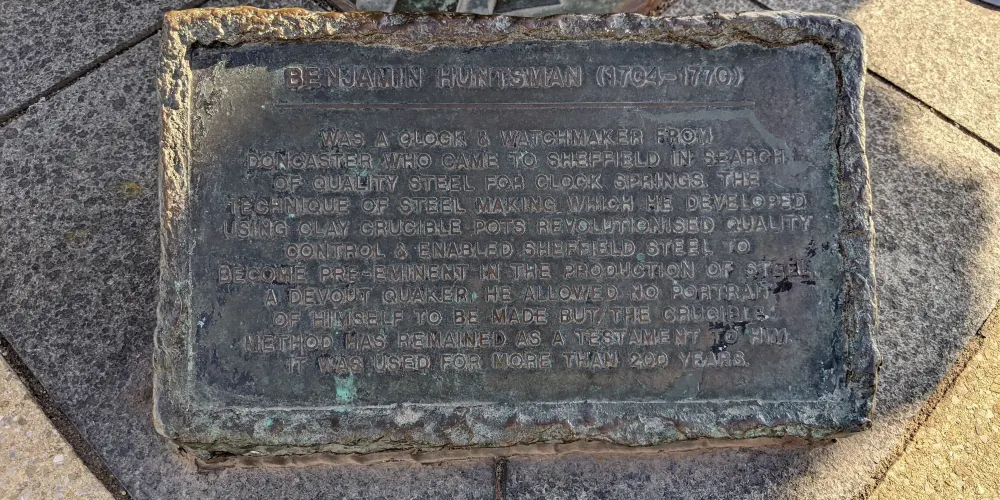 BENJAMIN HUNTSMAN (1704-1776)
WAS A CLOCK & WATCHMAKER FROM
DONCASTER WHO CAME TO SHEFFIELD IN SEARCH
OF QUALITY STEEL FOR CLOCK SPRINGS. THE
TECHNIQUE OF STEEL MAKING WHICH HE DEVELOPED
USING CLAY CRUCIBLE POTS REVOLUTIONISED QUALITY
CONTROL & ENABLED SHEFFIELD STEEL TO
BECOME PRE-EMINENT IN THE PRODUCTION OF STEEL.
A DEVOUT QUAKER, HE ALLOWED NO PORTRAIT
OF HIMSELF TO BE MADE BUT THE CRUCIBLE
METHOD HAS REMAINED AS A TESTAMENT TO HIM.
IT WAS USED FOR MORE THAN 200 YEARS.